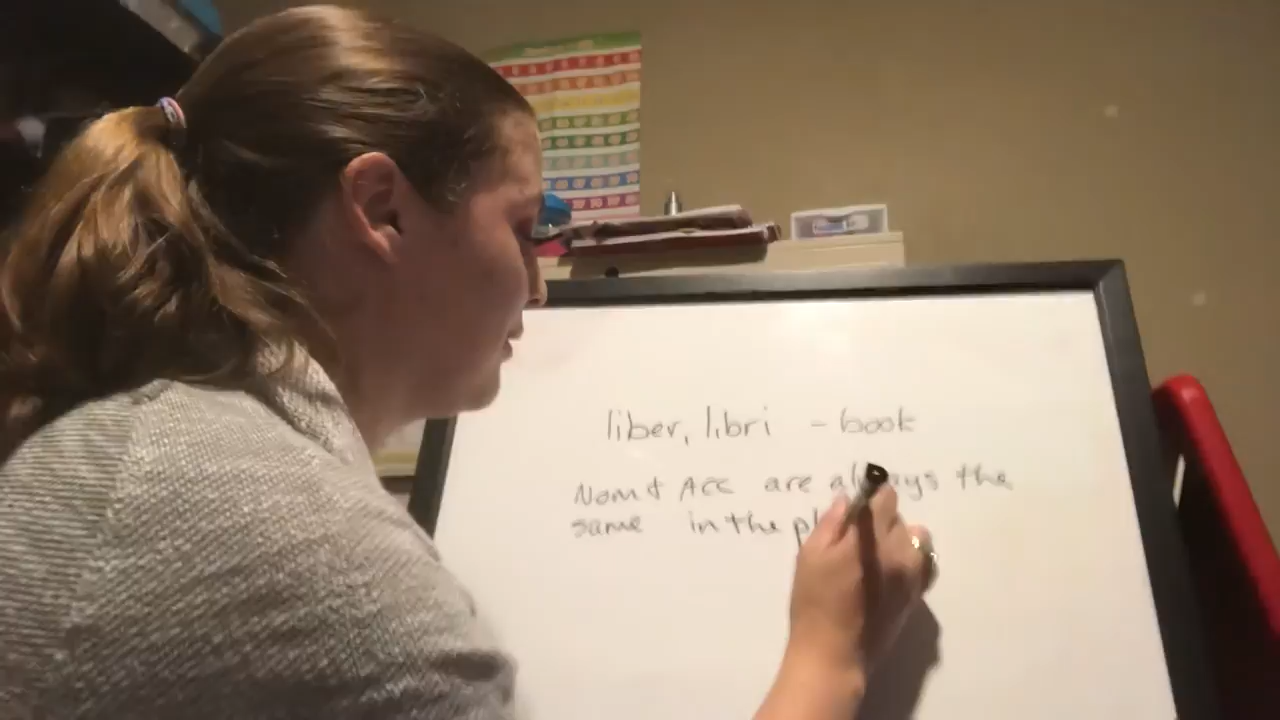 liber, libri - book
Nom & Acc are always the
same in the pl